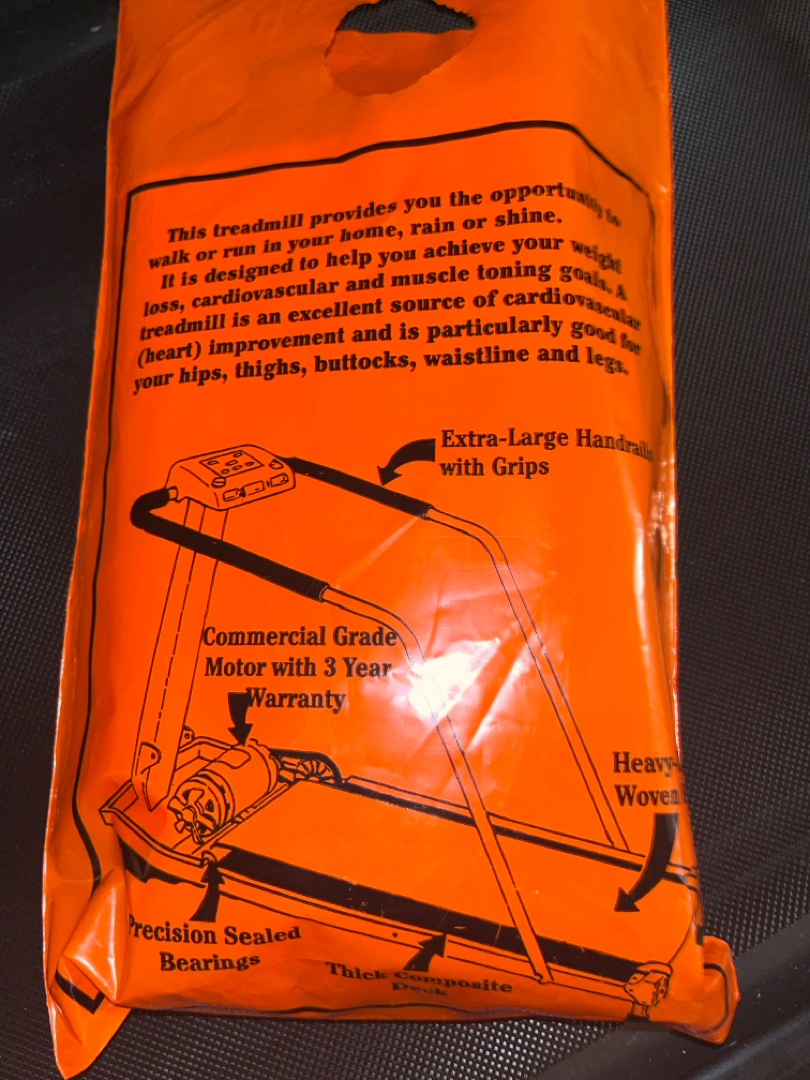 This treadmill provides you the opportunity to
walk or run in your home, rain or shine.
It is designed to help you achieve your weight
loss, cardiovascular and muscle toning goals. A
treadmill is an excellent source of cardiovascular
(heart) improvement and is particularly good for
your hips, thighs, buttocks, waistline and legs.
Extra-Large Handrails
with Grips
Commercial Grade
Motor with 3 Year
Warranty
Heavy-
Woven
Precision Sealed
Bearings
Thick Composite
Deck